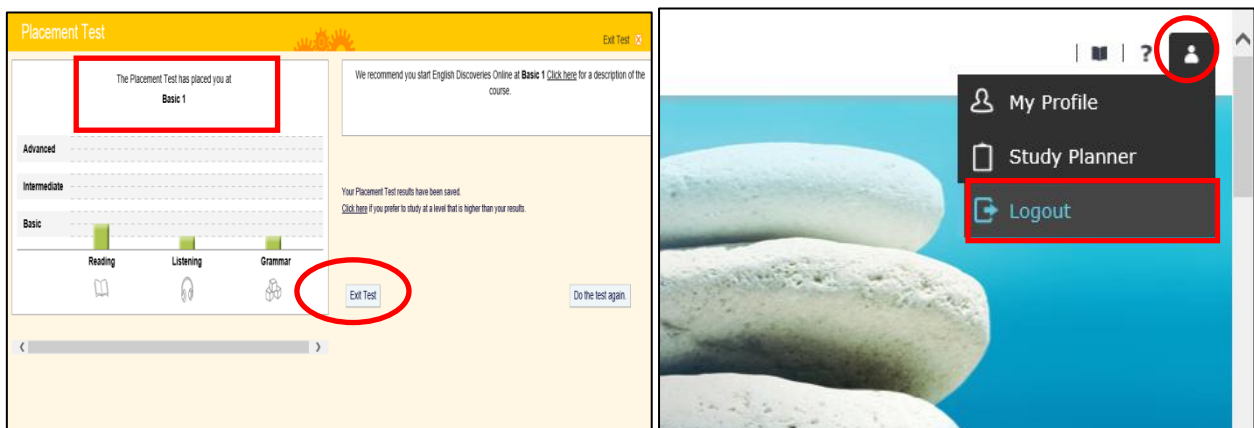 Placement Test
Exit Test
The Placement Test has placed you at
Basic 1
Advanced
Intermediate
Basic
Reading
Listening
Grammar
We recommend you start English Discoveries Online at Basic 1 Click here for a description of the
course.
Your Placement Test results have been saved.
Click here if you prefer to study at a level that is higher than your results.
Exit Test
Do the test again.
?
My Profile
Study Planner
Logout